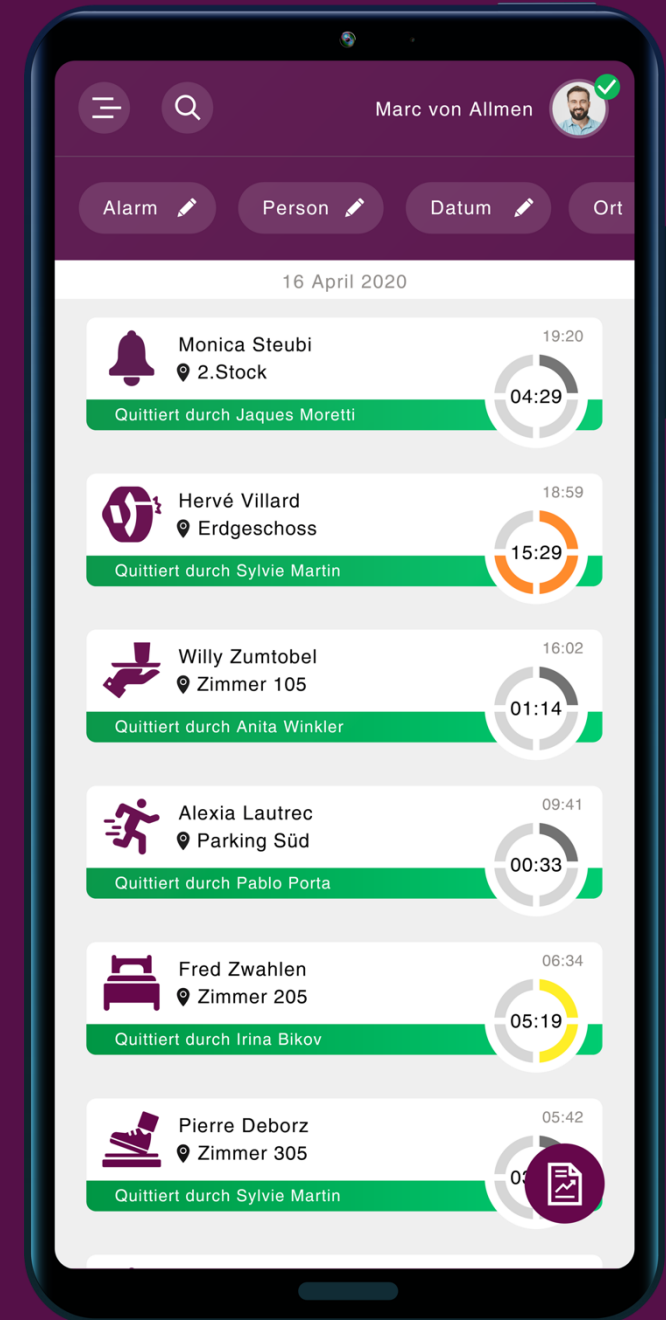 Marc von Allmen
Alarm
Person
Datum
Ort
16 April 2020
19:20
Monica Steubi
2.Stock
04:29
Quittiert durch Jaques Moretti
18:59
Hervé Villard
Erdgeschoss
15:29
Quittiert durch Sylvie Martin
16:02
Willy Zumtobel
Zimmer 105
01:14
Quittiert durch Anita Winkler
09:41
Alexia Lautrec
Parking Süd
00:33
Quittiert durch Pablo Porta
06:34
Fred Zwahlen
Zimmer 205
05:19
Quittiert durch Irina Bikov
05:42
Pierre Deborz
Zimmer 305
Quittiert durch Sylvie Martin